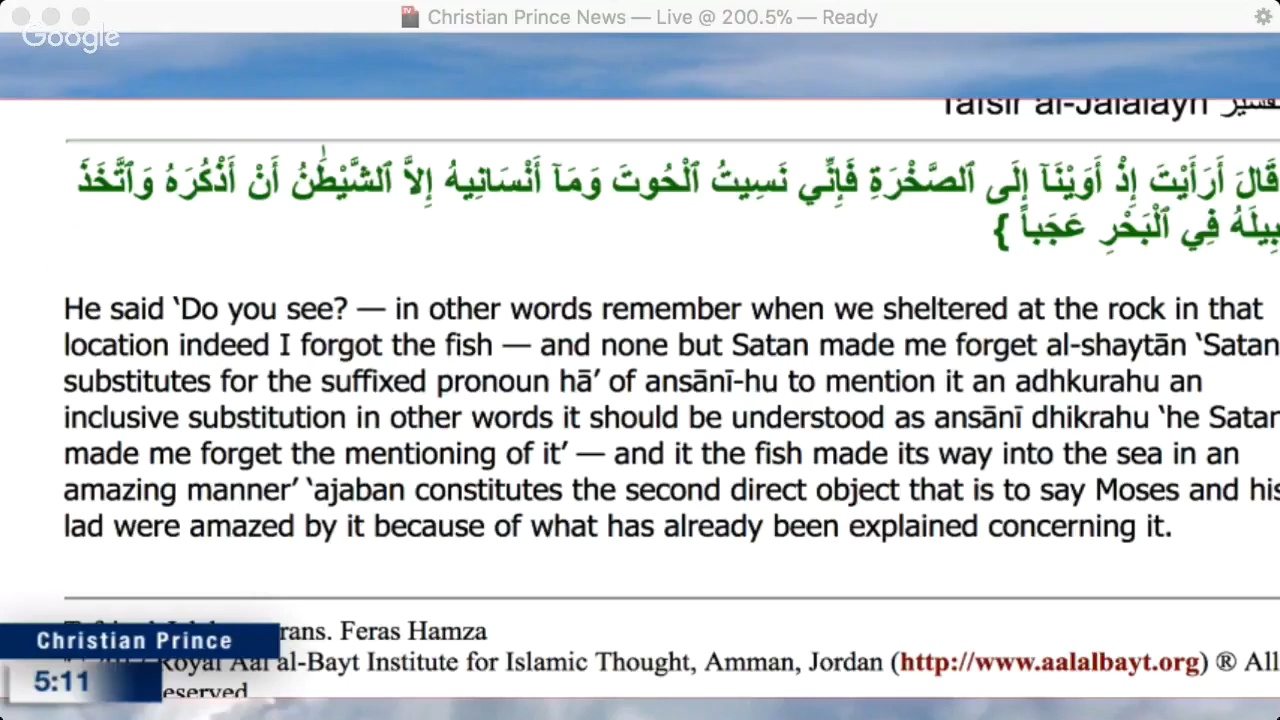 Christian Prince News — Live @ 200.5% — Ready
Google
Tafsir al-Jalalayn تفسير
قَالَ أَرَأَيْتَ إِذْ أَوَيْنَآ إِلَى ٱلصَّخْرَةِ فَإِنِّي نَسِيتُ ٱلْحُوتَ وَمَآ أَنْسَانِيهُ إِلاَّ ٱلشَّيْطَٰنُ أَنْ أَذْكُرَهُ وَٱتَّخَذَ
بِيلَهُ فِي ٱلْبَحْرِ عَجَباً }
He said ‘Do you see? — in other words remember when we sheltered at the rock in that
location indeed I forgot the fish — and none but Satan made me forget al-shaytān ‘Satan
substitutes for the suffixed pronoun hā’ of ansānī-hu to mention it an adhkurahu an
inclusive substitution in other words it should be understood as ansānī dhikrahu ‘he Satan
made me forget the mentioning of it’ — and it the fish made its way into the sea in an
amazing manner’ ‘ajaban constitutes the second direct object that is to say Moses and his
lad were amazed by it because of what has already been explained concerning it.
rans. Feras Hamza
Royal Aal al-Bayt Institute for Islamic Thought, Amman, Jordan (http://www.aalalbayt.org) ® All
eserved
Christian Prince
5:11